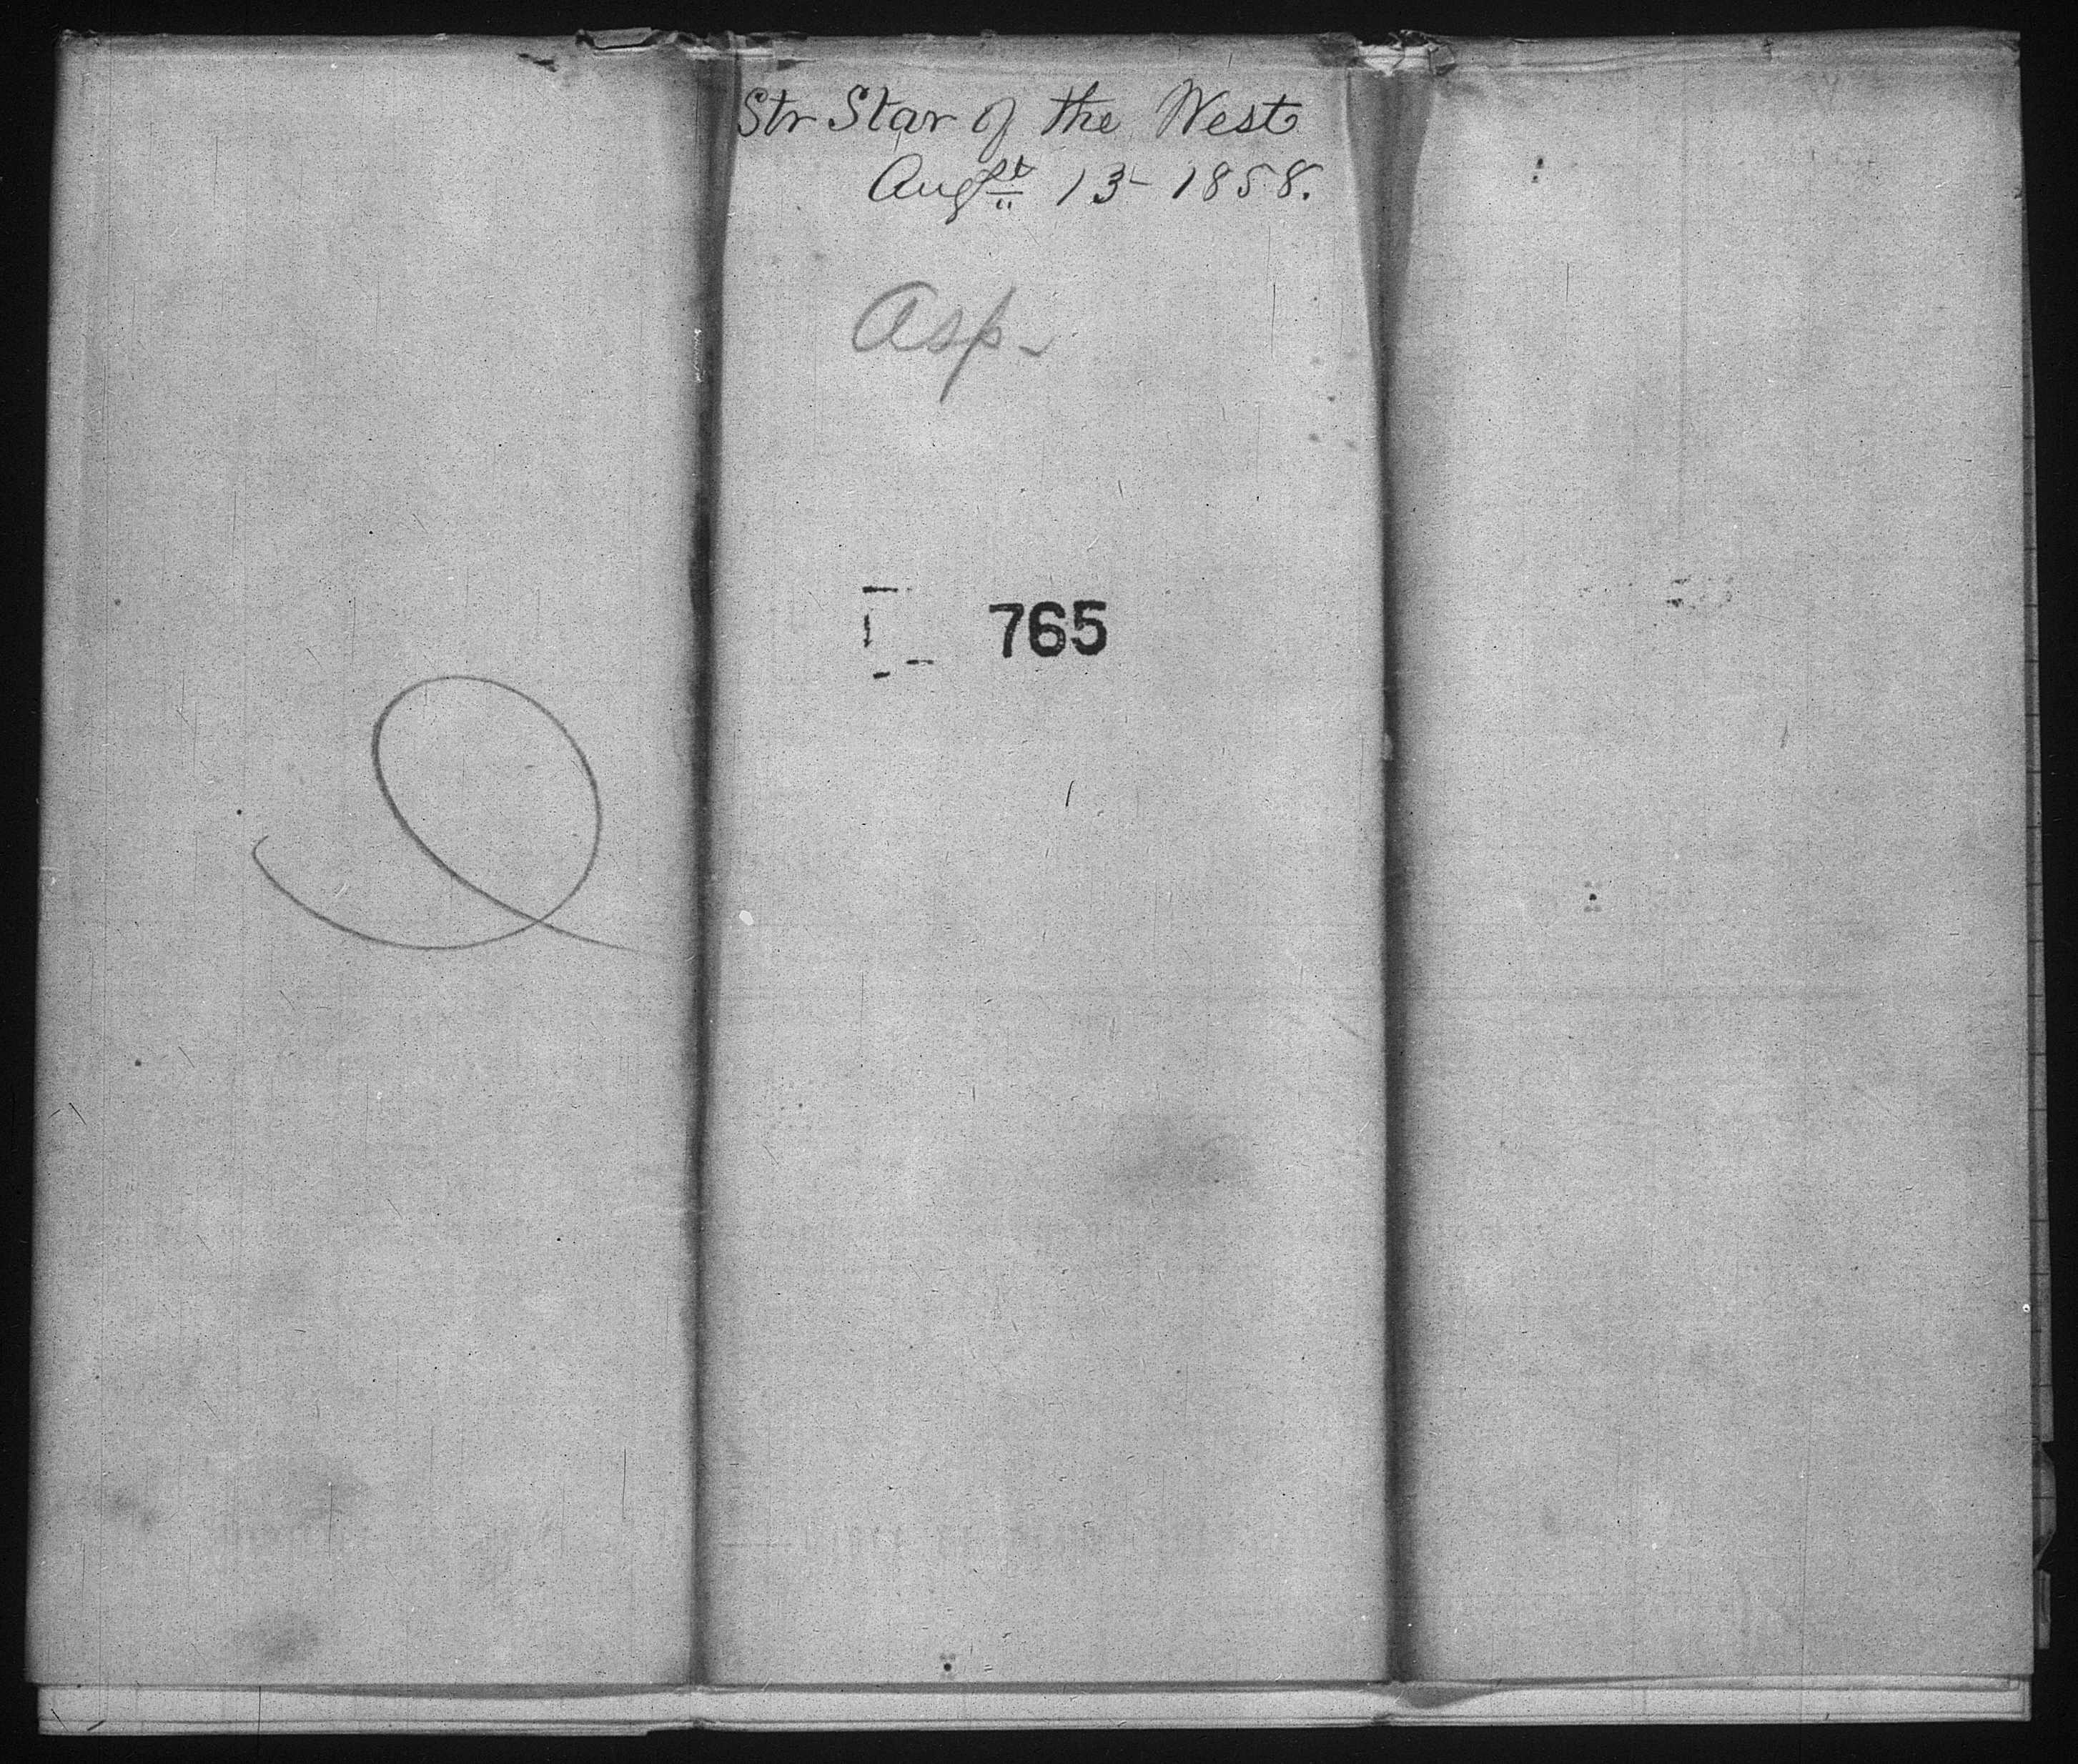 Str Star of the West
Augst 13- 1858.
Asp-
765